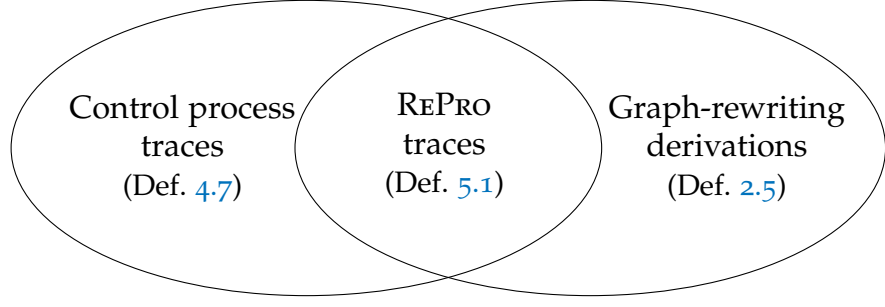 Control process
traces
(Def. 4.7)
RePro
traces
(Def. 5.1)
Graph-rewriting
derivations
(Def. 2.5)